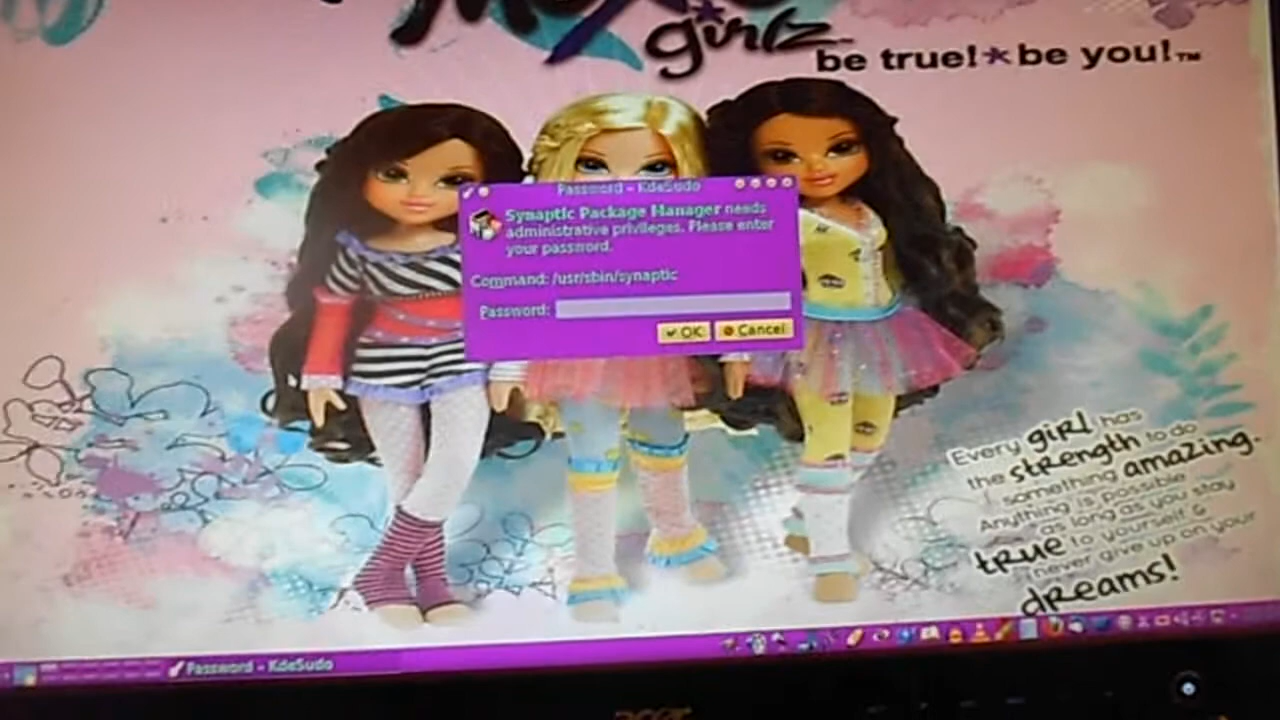 girlz
be true!*be you!™
Password - KdeSudo
Synaptic Package Manager needs
administrative privileges. Please enter
your password.
Command: /usr/sbin/synaptic
Password:
OK
Cancel
Every girl has
the strength to do
something amazing.
Anything is possible
as long as you stay
true to yourself &
never give up on your
dreams!
Password - KdeSudo
acer